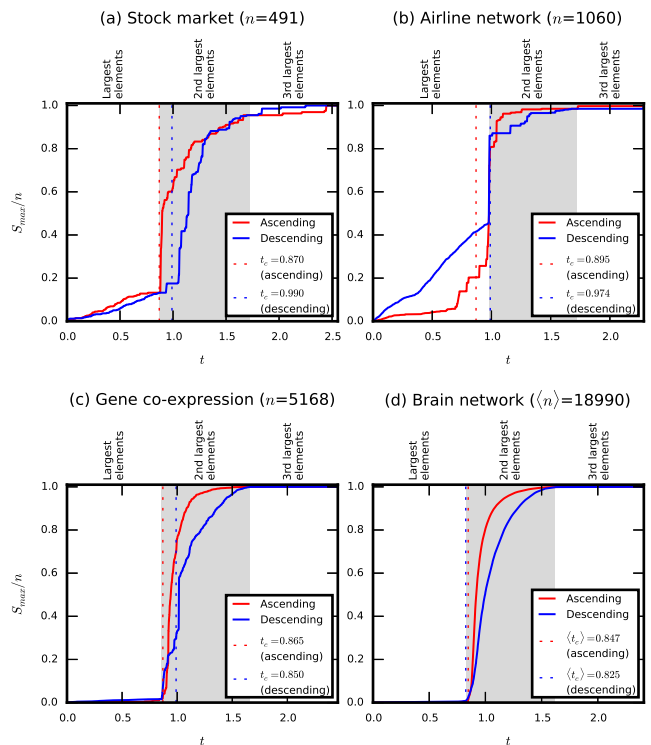 (a) Stock market (n=491)
Largest
elements
2nd largest
elements
3rd largest
elements
1.0
0.8
0.6
0.4
0.2
0.0
S_max/n
0.0 0.5 1.0 1.5 2.0 2.5
t
Ascending
Descending
t_c=0.870
(ascending)
t_c=0.990
(descending)
(b) Airline network (n=1060)
Largest
elements
2nd largest
elements
3rd largest
elements
1.0
0.8
0.6
0.4
0.2
0.0
0.0 0.5 1.0 1.5 2.0
t
Ascending
Descending
t_c=0.895
(ascending)
t_c=0.974
(descending)
(c) Gene co-expression (n=5168)
Largest
elements
2nd largest
elements
3rd largest
elements
1.0
0.8
0.6
0.4
0.2
0.0
S_max/n
0.0 0.5 1.0 1.5 2.0
t
Ascending
Descending
t_c=0.865
(ascending)
t_c=0.850
(descending)
(d) Brain network (⟨n⟩=18990)
Largest
elements
2nd largest
elements
3rd largest
elements
1.0
0.8
0.6
0.4
0.2
0.0
0.0 0.5 1.0 1.5 2.0
t
Ascending
Descending
⟨t_c⟩=0.847
(ascending)
⟨t_c⟩=0.825
(descending)